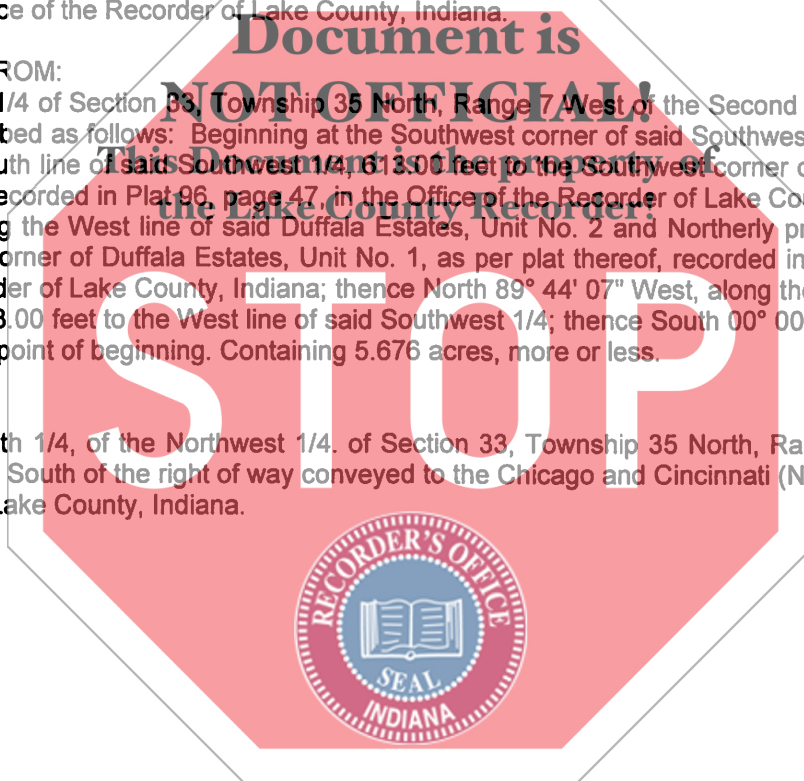 ce of the Recorder of Lake County, Indiana.
Document is
ROM:
NOT OFFICIAL!
1/4 of Section 33, Township 35 North, Range 7 West of the Second
bed as follows: Beginning at the Southwest corner of said Southwes
This Document is the property of
uth line of said Southwest 1/4, 613.00 feet to the Southwest corner o
the Lake County Recorder!
ecorded in Plat 96, page 47, in the Office of the Recorder of Lake Cou
g the West line of said Duffala Estates, Unit No. 2 and Northerly pr
orner of Duffala Estates, Unit No. 1, as per plat thereof, recorded in
der of Lake County, Indiana; thence North 89° 44' 07" West, along the
3.00 feet to the West line of said Southwest 1/4; thence South 00° 00
point of beginning. Containing 5.676 acres, more or less.
STOP
th 1/4, of the Northwest 1/4. of Section 33, Township 35 North, Ra
South of the right of way conveyed to the Chicago and Cincinnati (N
Lake County, Indiana.
RECORDER'S OFFICE
SEAL
INDIANA